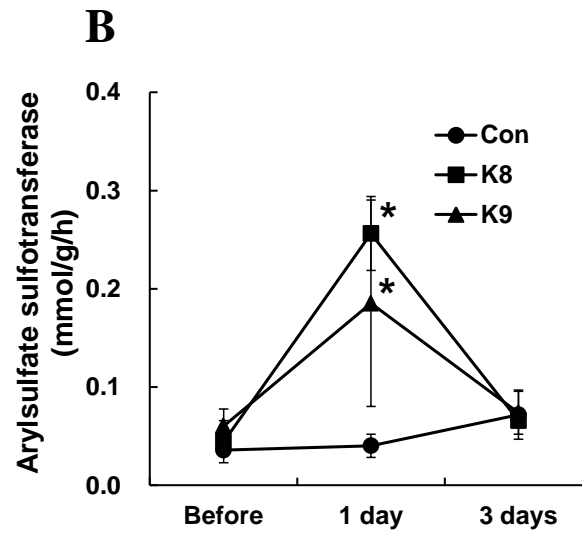 B
Arylsulfate sulfotransferase
(mmol/g/h)
0.4
0.3
0.2
0.1
0.0
Con
K8
K9
*
*
Before
1 day
3 days